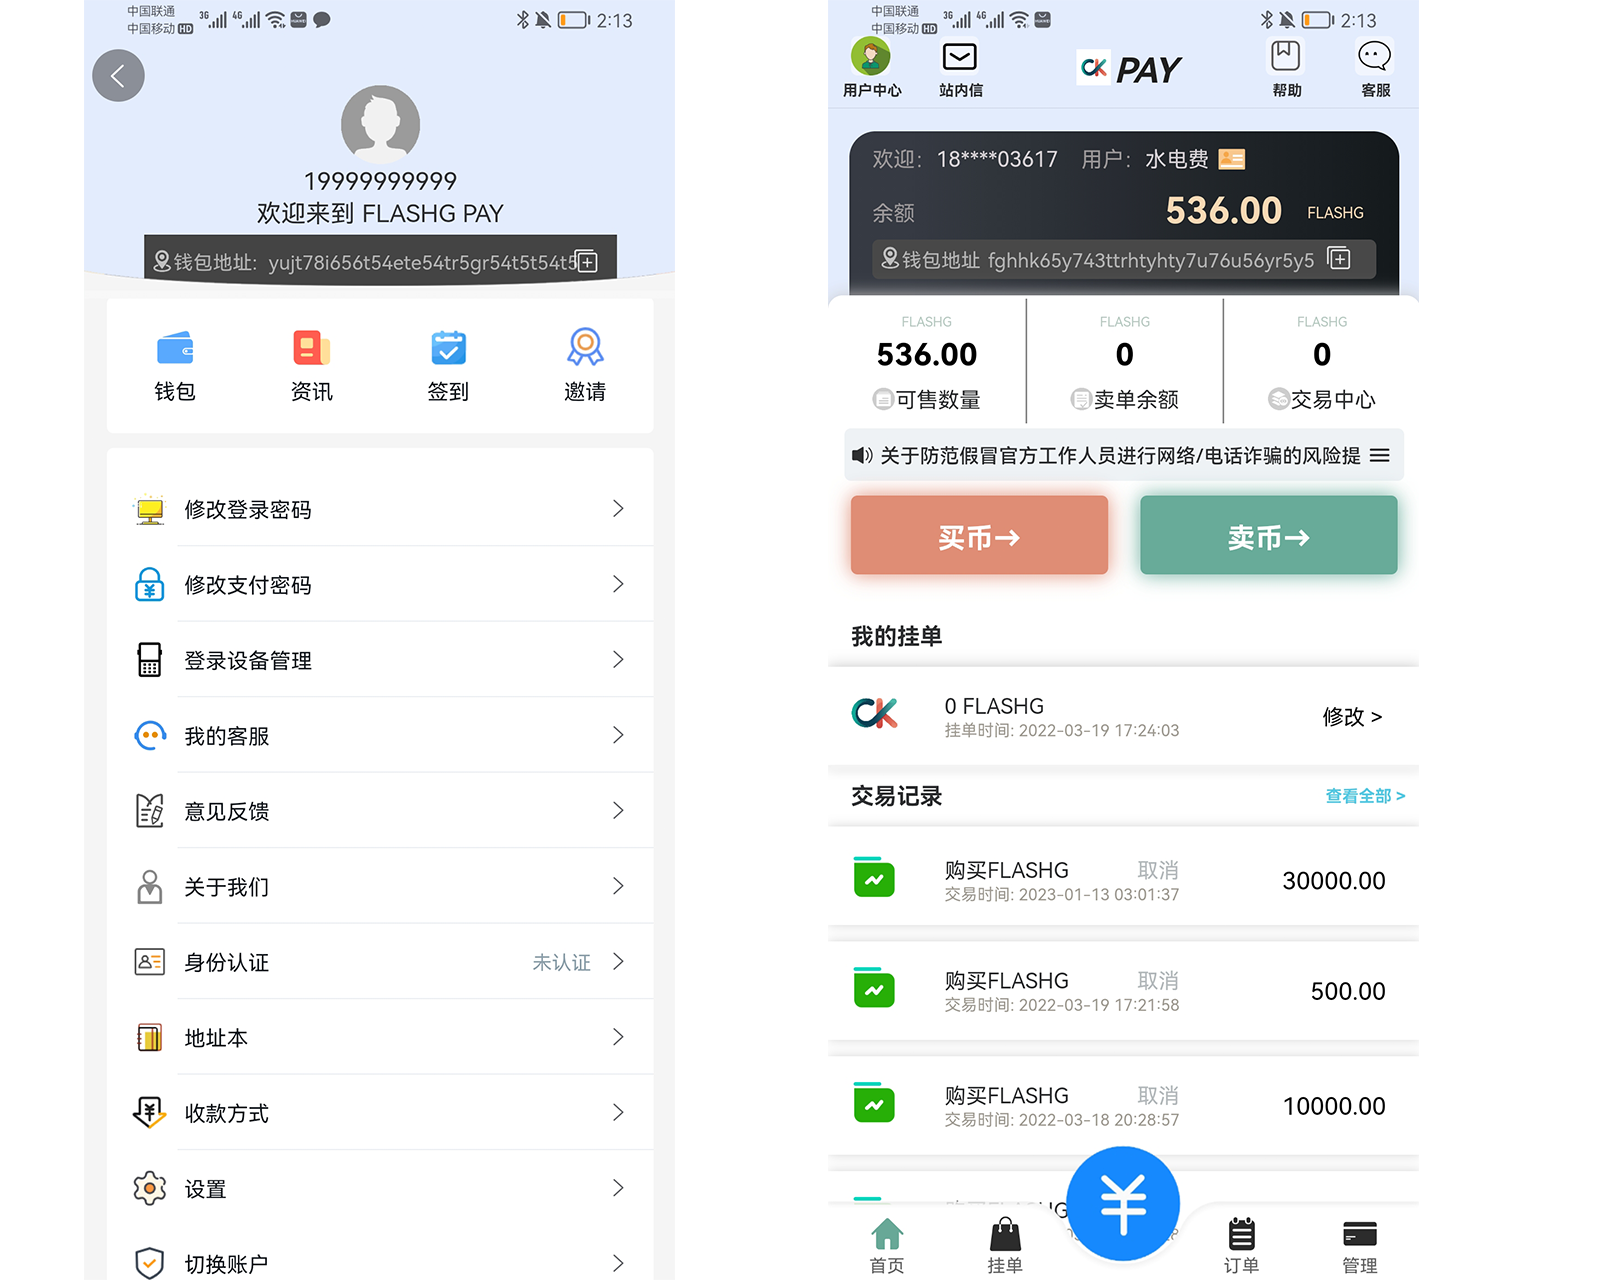 中国联通
中国移动HD
3G
4G
2:13
19999999999
欢迎来到 FLASHG PAY
钱包地址: yujt78i656t54ete54tr5gr54t5t54t5
钱包
资讯
签到
邀请
修改登录密码
修改支付密码
登录设备管理
我的客服
意见反馈
关于我们
身份认证
未认证
地址本
收款方式
设置
切换账户
中国联通
中国移动HD
3G
4G
2:13
用户中心
站内信
CK PAY
帮助
客服
欢迎: 18****03617 用户: 水电费
余额
536.00 FLASHG
钱包地址 fghhk65y743ttrhtyhty7u76u56yr5y5
FLASHG
536.00
可售数量
FLASHG
0
卖单余额
FLASHG
0
交易中心
关于防范假冒官方工作人员进行网络/电话诈骗的风险提
买币→
卖币→
我的挂单
CK
0 FLASHG
挂单时间: 2022-03-19 17:24:03
修改 >
交易记录
查看全部 >
购买FLASHG 取消
交易时间: 2023-01-13 03:01:37
30000.00
购买FLASHG 取消
交易时间: 2022-03-19 17:21:58
500.00
购买FLASHG 取消
交易时间: 2022-03-18 20:28:57
10000.00
¥
首页
挂单
订单
管理